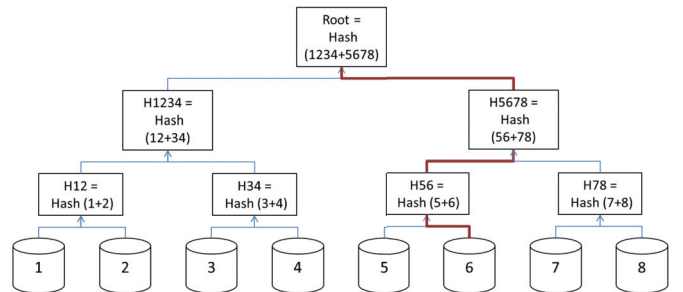 Root =
Hash
(1234+5678)
H1234 =
Hash
(12+34)
H5678 =
Hash
(56+78)
H12 =
Hash (1+2)
H34 =
Hash (3+4)
H56 =
Hash (5+6)
H78 =
Hash (7+8)
1
2
3
4
5
6
7
8